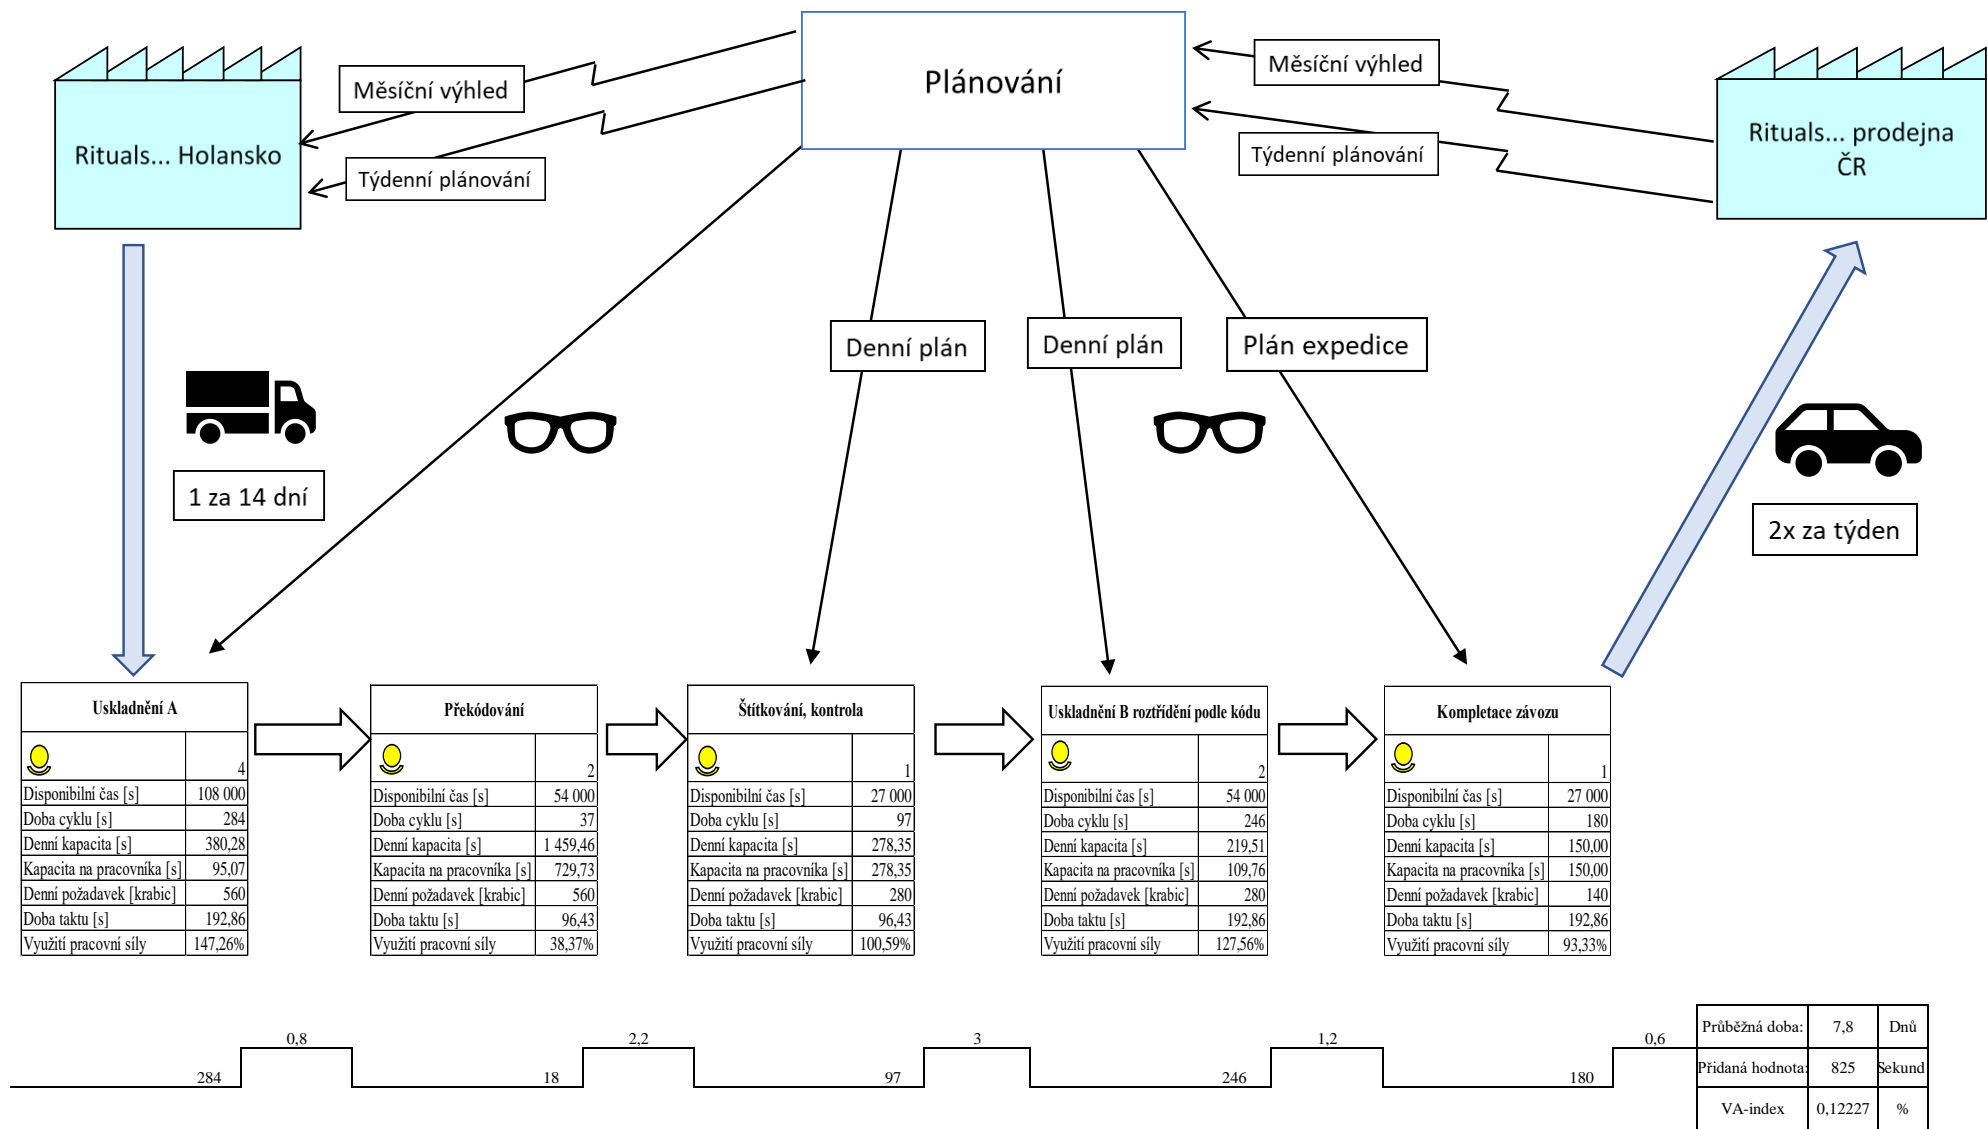 Plánování
Měsíční výhled
Týdenní plánování
Rituals... Holansko
Měsíční výhled
Týdenní plánování
Rituals... prodejna
ČR
Denní plán
Denní plán
Plán expedice
1 za 14 dní
2x za týden
Uskladnění A
4
Disponibilní čas [s] 108 000
Doba cyklu [s] 284
Denní kapacita [s] 380,28
Kapacita na pracovníka [s] 95,07
Denní požadavek [krabic] 560
Doba taktu [s] 192,86
Využití pracovní síly 147,26%
Překódování
2
Disponibilní čas [s] 54 000
Doba cyklu [s] 37
Denní kapacita [s] 1 459,46
Kapacita na pracovníka [s] 729,73
Denní požadavek [krabic] 560
Doba taktu [s] 96,43
Využití pracovní síly 38,37%
Štítkování, kontrola
1
Disponibilní čas [s] 27 000
Doba cyklu [s] 97
Denní kapacita [s] 278,35
Kapacita na pracovníka [s] 278,35
Denní požadavek [krabic] 280
Doba taktu [s] 96,43
Využití pracovní síly 100,59%
Uskladnění B roztřídění podle kódu
2
Disponibilní čas [s] 54 000
Doba cyklu [s] 246
Denní kapacita [s] 219,51
Kapacita na pracovníka [s] 109,76
Denní požadavek [krabic] 280
Doba taktu [s] 192,86
Využití pracovní síly 127,56%
Kompletace závozu
1
Disponibilní čas [s] 27 000
Doba cyklu [s] 180
Denní kapacita [s] 150,00
Kapacita na pracovníka [s] 150,00
Denní požadavek [krabic] 140
Doba taktu [s] 192,86
Využití pracovní síly 93,33%
0,8 2,2 3 1,2 0,6
284 18 97 246 180
Průběžná doba: 7,8 Dnů
Přidaná hodnota: 825 Sekund
VA-index 0,12227 %